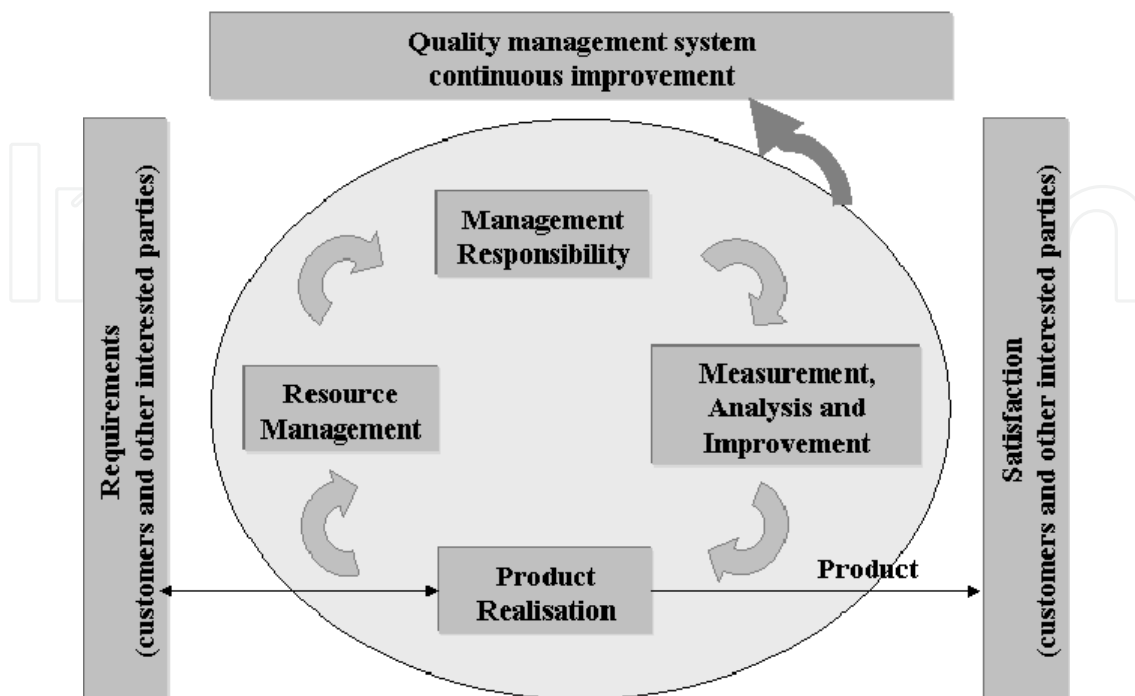 Quality management system
continuous improvement
Requirements
(customers and other interested parties)
Management
Responsibility
Resource
Management
Measurement,
Analysis and
Improvement
Product
Realisation
Product
Satisfaction
(customers and other interested parties)